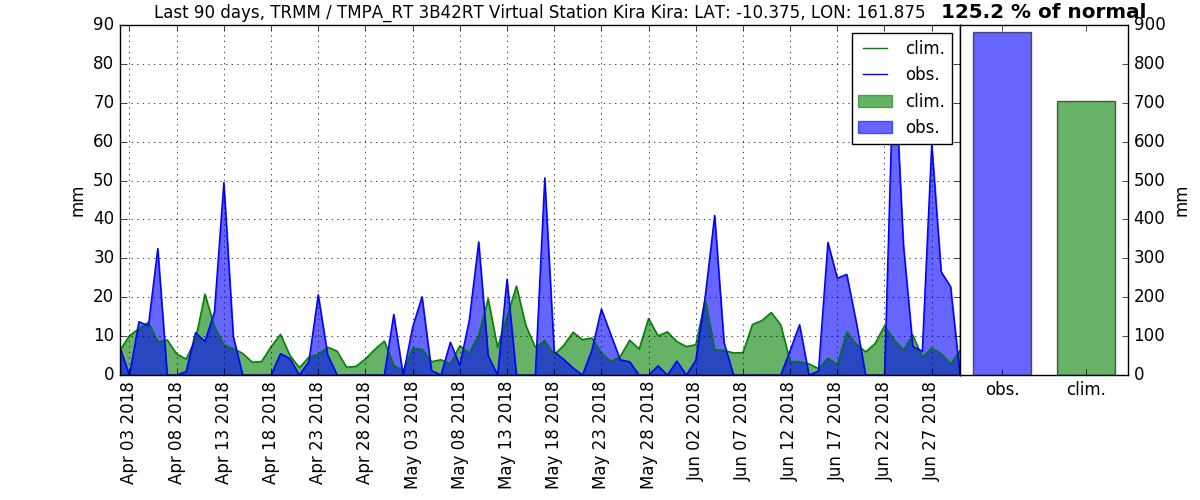 Last 90 days, TRMM / TMPA_RT 3B42RT Virtual Station Kira Kira: LAT: -10.375, LON: 161.875 125.2 % of normal
90
80
70
60
50
40
30
20
10
0
mm
clim.
obs.
clim.
obs.
900
800
700
600
500
400
300
200
100
0
mm
Apr 03 2018
Apr 08 2018
Apr 13 2018
Apr 18 2018
Apr 23 2018
Apr 28 2018
May 03 2018
May 08 2018
May 13 2018
May 18 2018
May 23 2018
May 28 2018
Jun 02 2018
Jun 07 2018
Jun 12 2018
Jun 17 2018
Jun 22 2018
Jun 27 2018
obs.
clim.